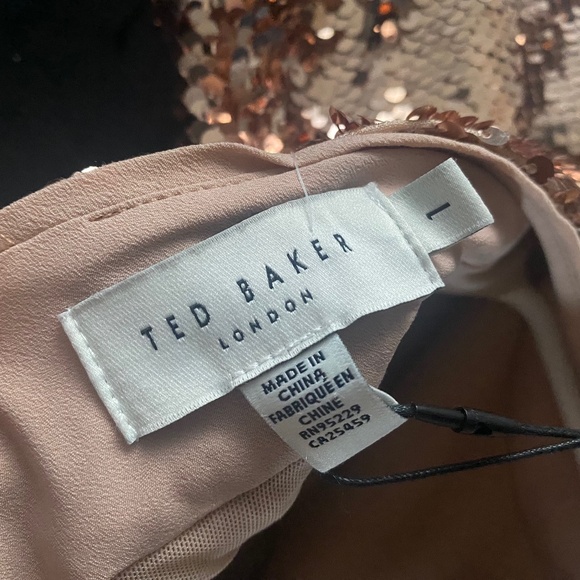 TED BAKER
LONDON
1
MADE IN
CHINA
FABRIQUÉ EN
CHINE
RN95229
CA25459